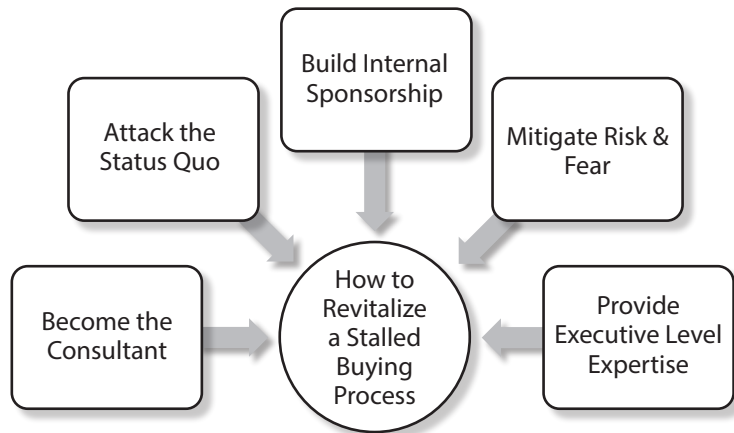 Build Internal
Sponsorship
Attack the
Status Quo
Mitigate Risk &
Fear
Become the
Consultant
How to
Revitalize
a Stalled
Buying
Process
Provide
Executive Level
Expertise